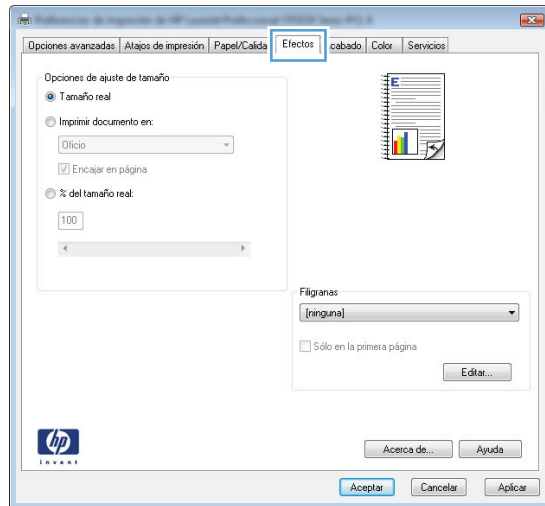 Opciones avanzadas Atajos de impresión Papel/Calida Efectos cabado Color Servicios
Opciones de ajuste de tamaño
Tamaño real
Imprimir documento en:
Oficio
Encajar en página
% del tamaño real:
100
E
Filigranas
[ninguna]
Sólo en la primera página
Editar...
hp
invent
Acerca de... Ayuda
Aceptar Cancelar Aplicar